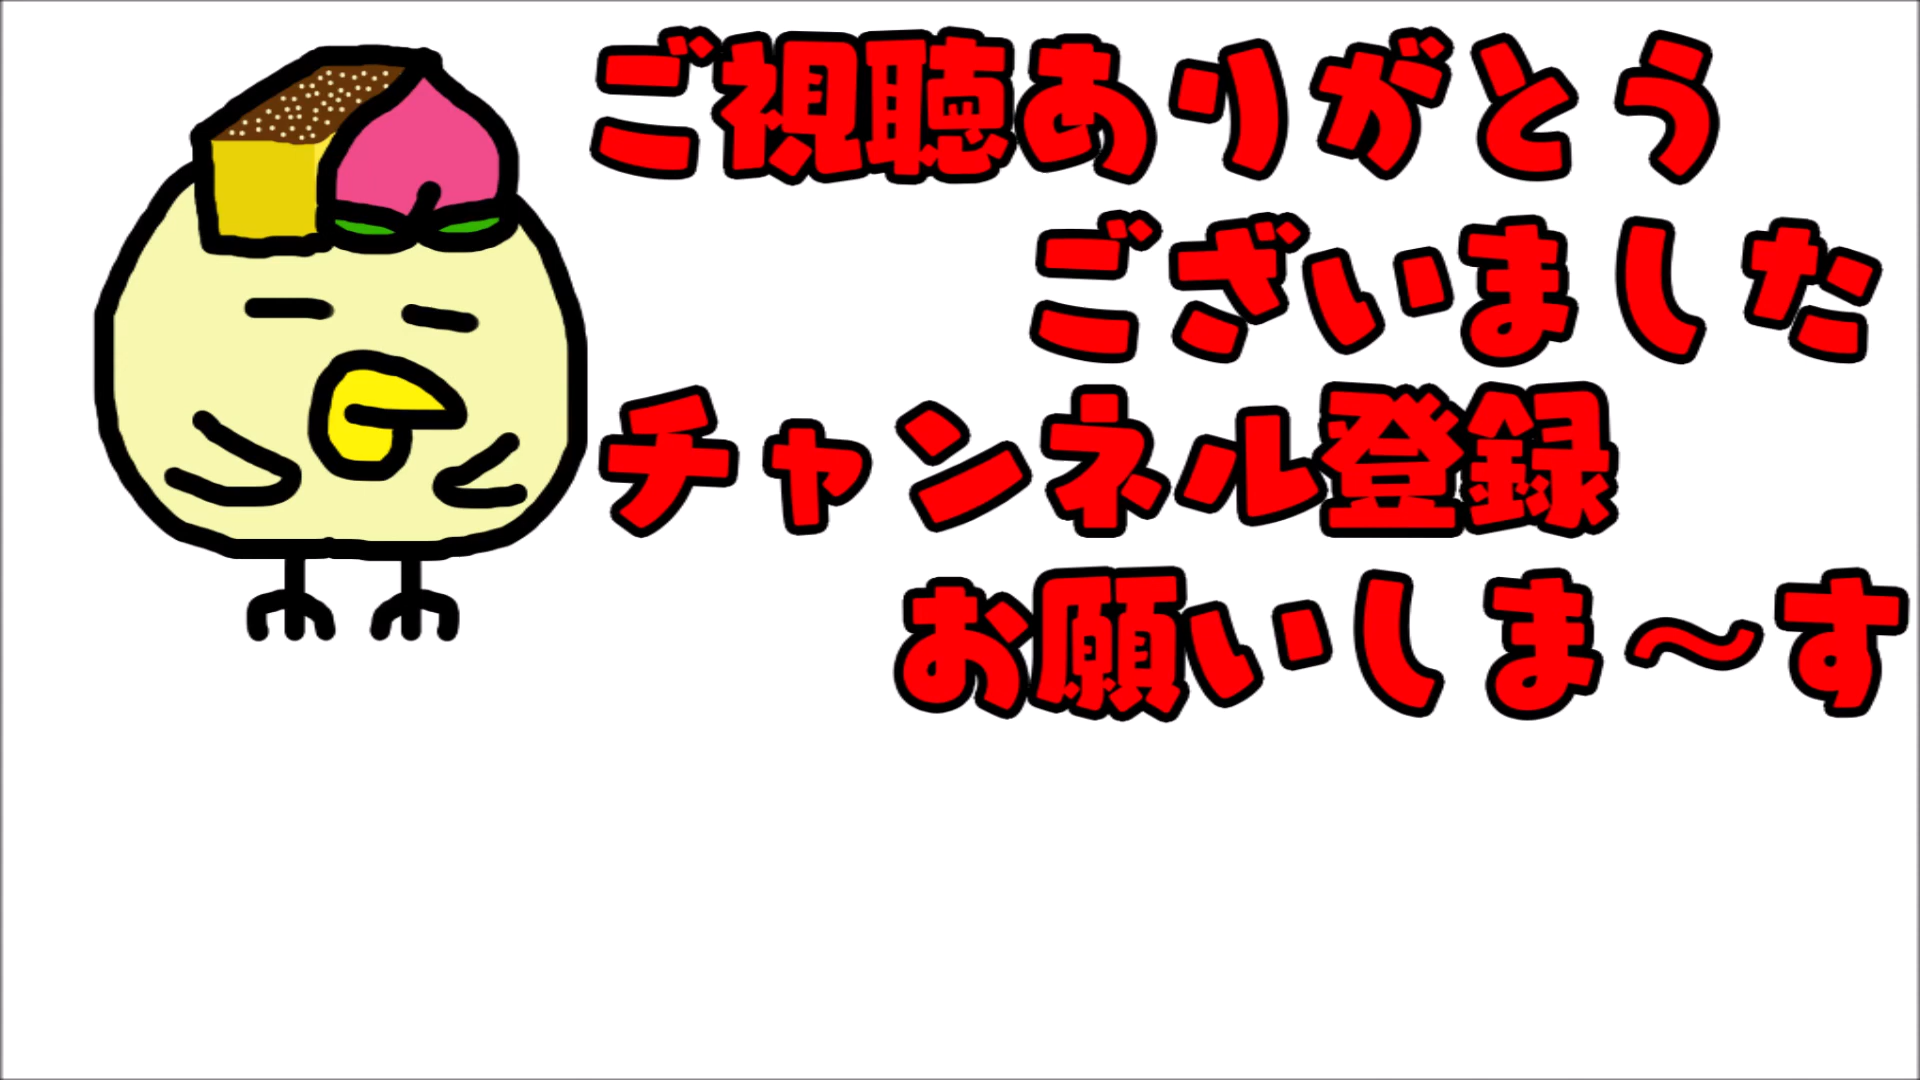 ご視聴ありがとう
ございました
チャンネル登録
お願いしま～す